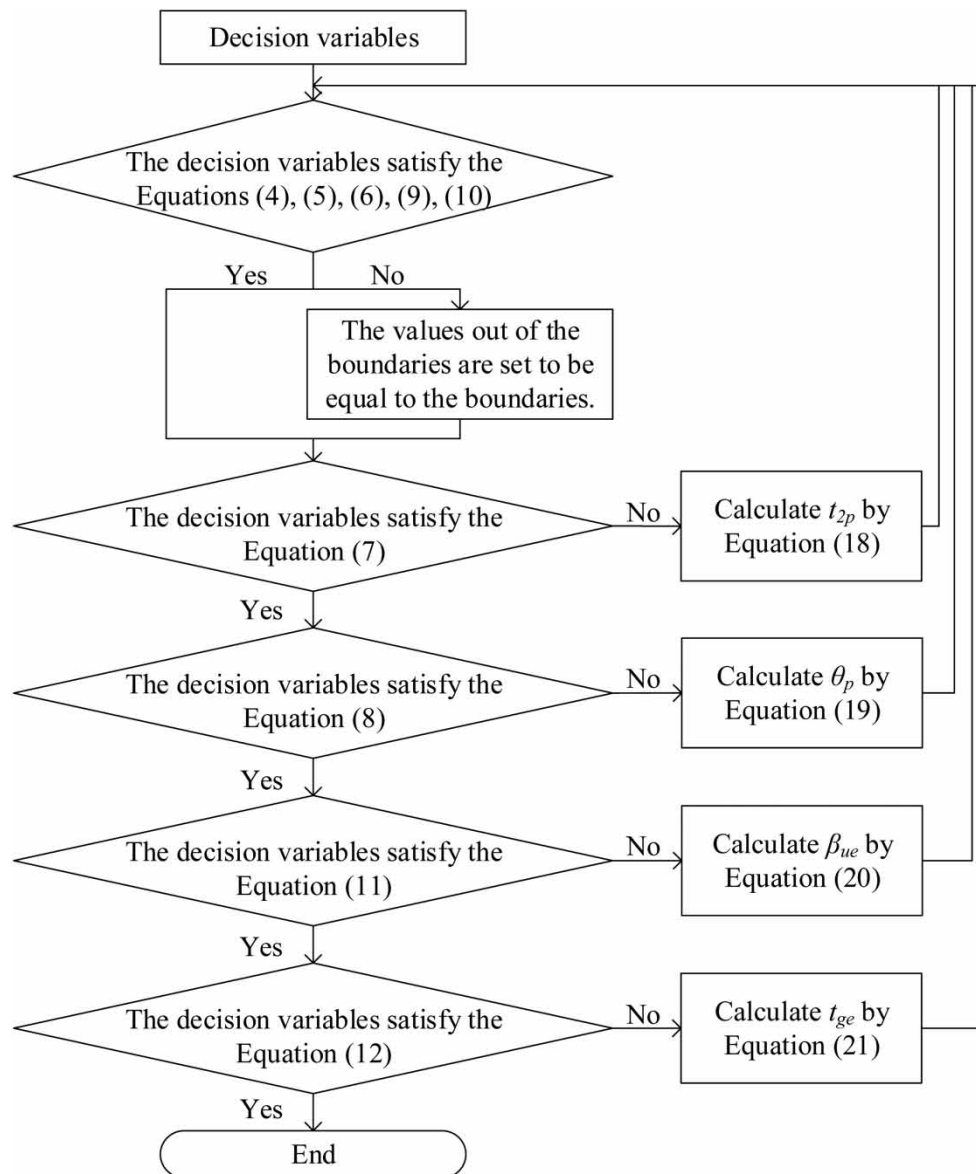 Decision variables
The decision variables satisfy the
Equations (4), (5), (6), (9), (10)
Yes
No
The values out of the
boundaries are set to be
equal to the boundaries.
The decision variables satisfy the
Equation (7)
No
Calculate t2p by
Equation (18)
Yes
The decision variables satisfy the
Equation (8)
No
Calculate θp by
Equation (19)
Yes
The decision variables satisfy the
Equation (11)
No
Calculate βue by
Equation (20)
Yes
The decision variables satisfy the
Equation (12)
No
Calculate tge by
Equation (21)
Yes
End